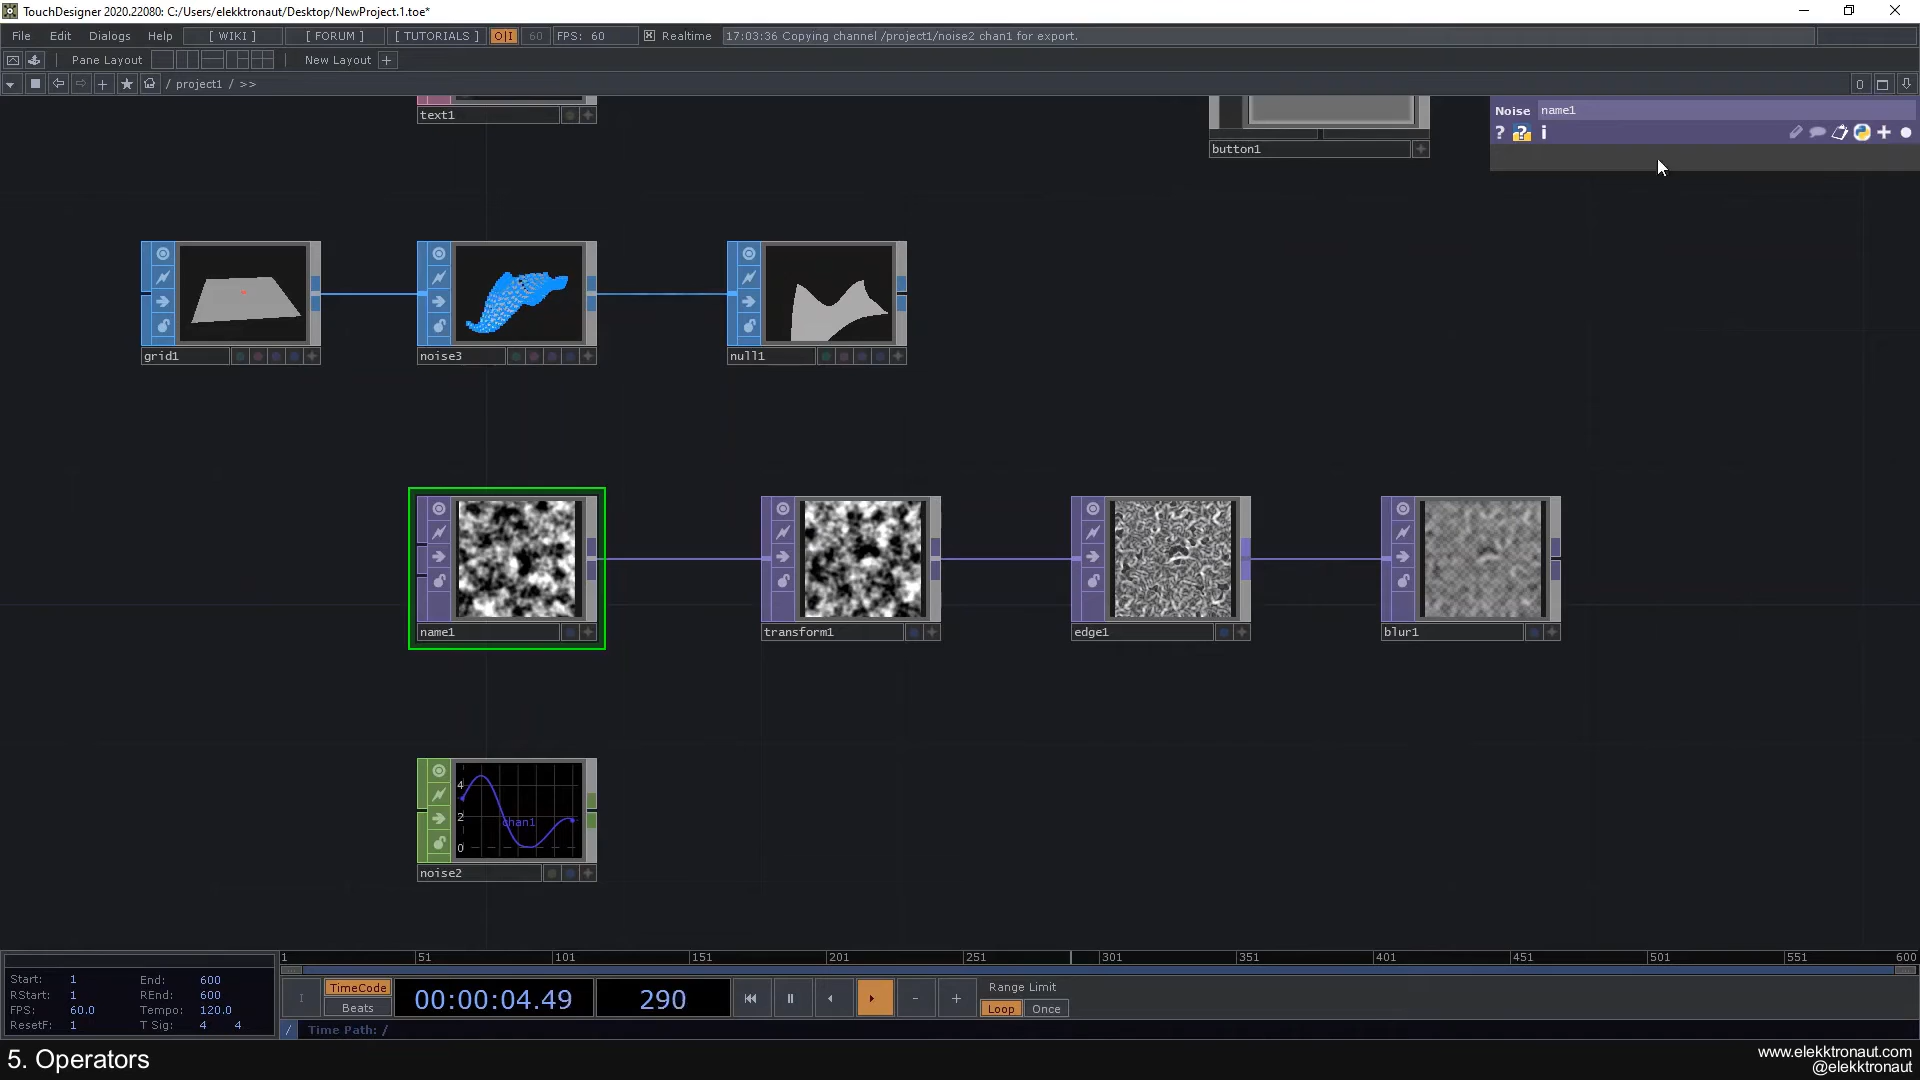 TouchDesigner 2020.22080: C:/Users/elekktronaut/Desktop/NewProject.1.toe*
File Edit Dialogs Help [ WIKI ] [ FORUM ] [ TUTORIALS ] O|I 60 FPS: 60 Realtime 17:03:36 Copying channel /project1/noise2 chan1 for export.
Pane Layout New Layout +
/ project1 / >> 0
text1
button1
Noise name1
? ? i
grid1 noise3 null1
name1 transform1 edge1 blur1
4
2 chan1
0
noise2
1 51 101 151 201 251 301 351 401 451 501 551 600
Start: 1 End: 600
RStart: 1 REnd: 600
FPS: 60.0 Tempo: 120.0
ResetF: 1 T Sig: 4 4
I TimeCode Beats 00:00:04.49 290 - + Range Limit
Loop Once
/ Time Path: /
5. Operators
www.elekktronaut.com
@elekktronaut